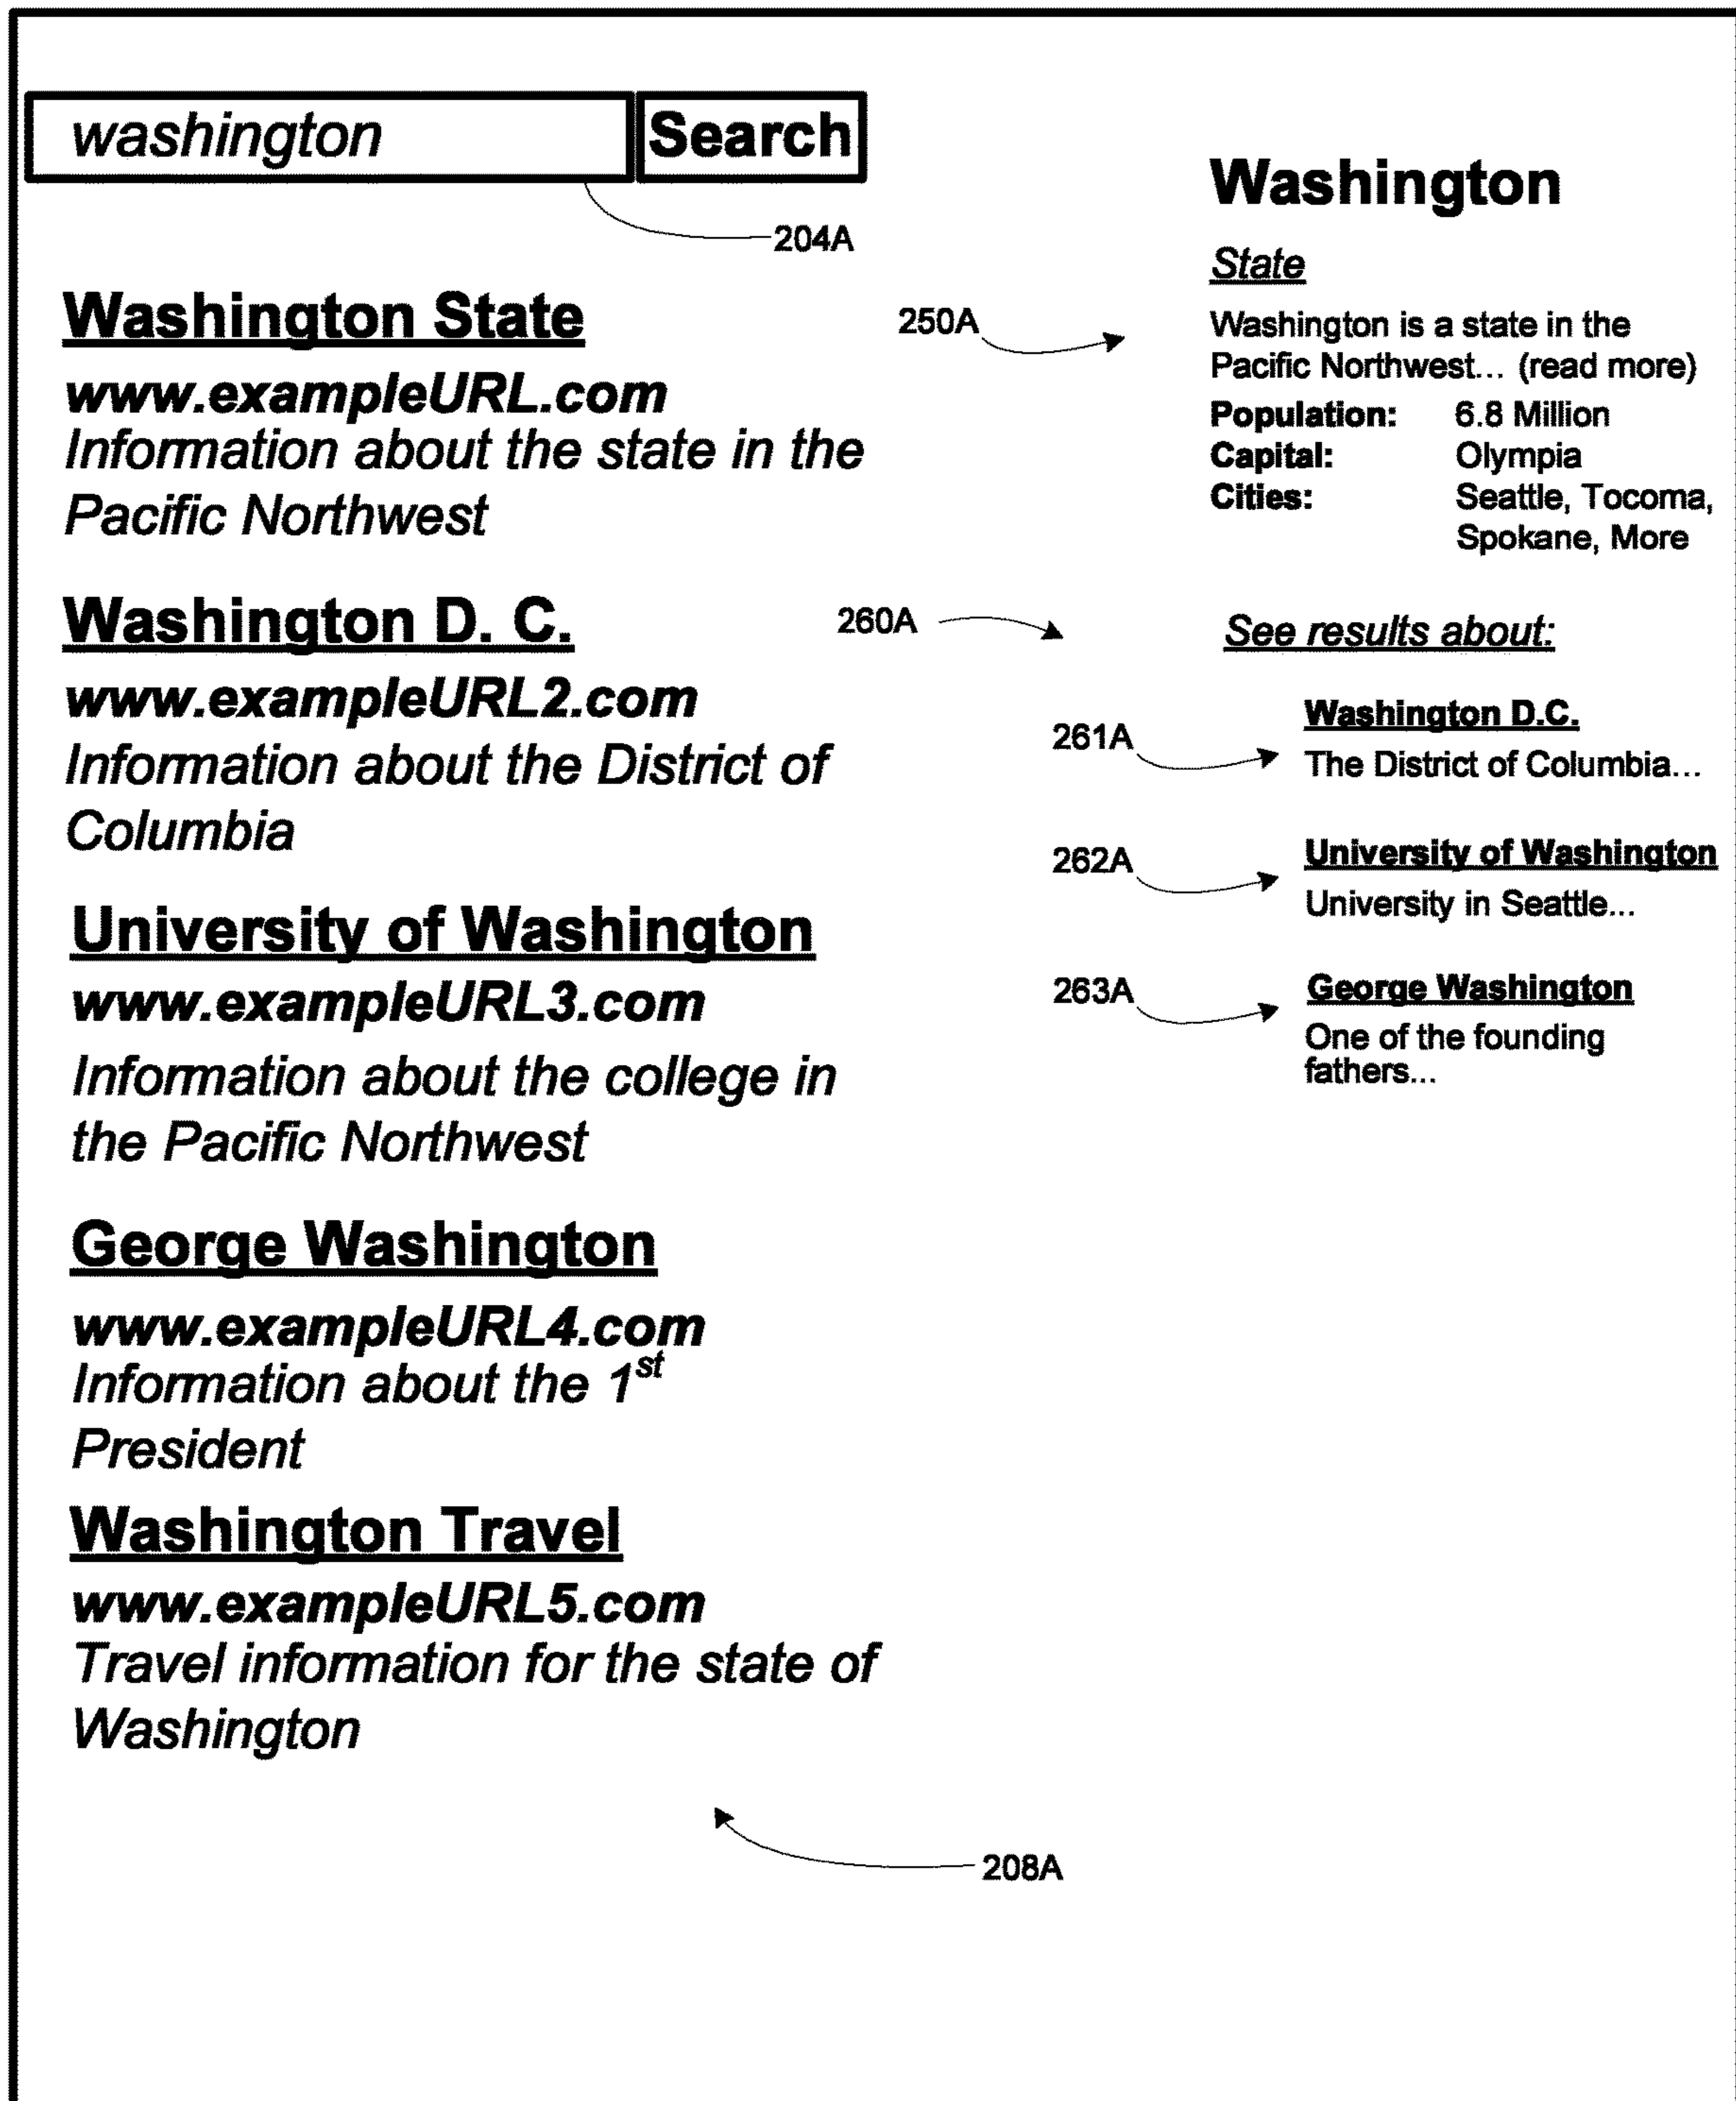 washington
Search
204A
Washington State
www.exampleURL.com
Information about the state in the
Pacific Northwest
Washington D. C.
www.exampleURL2.com
Information about the District of
Columbia
University of Washington
www.exampleURL3.com
Information about the college in
the Pacific Northwest
George Washington
www.exampleURL4.com
Information about the 1st
President
Washington Travel
www.exampleURL5.com
Travel information for the state of
Washington
208A
Washington
State
250A
Washington is a state in the
Pacific Northwest... (read more)
Population: 6.8 Million
Capital: Olympia
Cities: Seattle, Tocoma,
Spokane, More
260A
See results about:
261A
Washington D.C.
The District of Columbia...
262A
University of Washington
University in Seattle...
263A
George Washington
One of the founding
fathers...